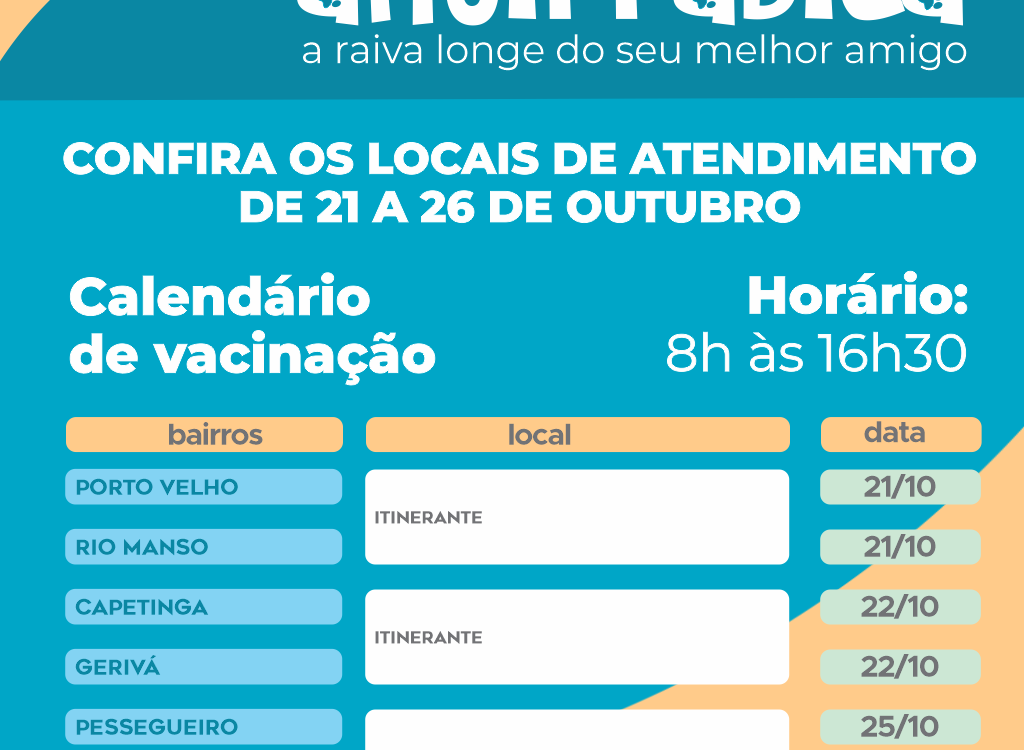 a raiva longe do seu melhor amigo
CONFIRA OS LOCAIS DE ATENDIMENTO
DE 21 A 26 DE OUTUBRO
Calendário
de vacinação
Horário:
8h às 16h30
bairros local data
PORTO VELHO ITINERANTE 21/10
RIO MANSO 21/10
CAPETINGA ITINERANTE 22/10
GERIVÁ 22/10
PESSEGUEIRO 25/10